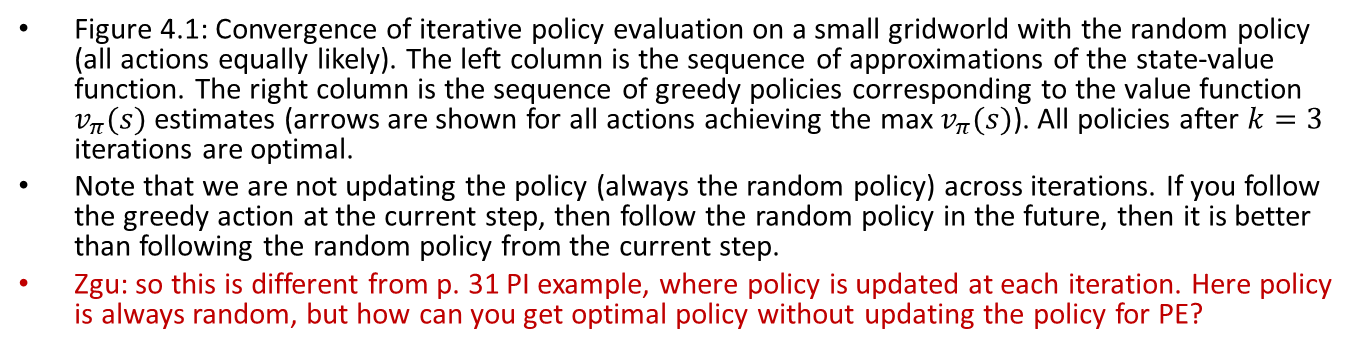 • Figure 4.1: Convergence of iterative policy evaluation on a small gridworld with the random policy
(all actions equally likely). The left column is the sequence of approximations of the state-value
function. The right column is the sequence of greedy policies corresponding to the value function
𝑣𝜋(𝑠) estimates (arrows are shown for all actions achieving the max 𝑣𝜋(𝑠)). All policies after 𝑘 = 3
iterations are optimal.
• Note that we are not updating the policy (always the random policy) across iterations. If you follow
the greedy action at the current step, then follow the random policy in the future, then it is better
than following the random policy from the current step.
• Zgu: so this is different from p. 31 PI example, where policy is updated at each iteration. Here policy
is always random, but how can you get optimal policy without updating the policy for PE?